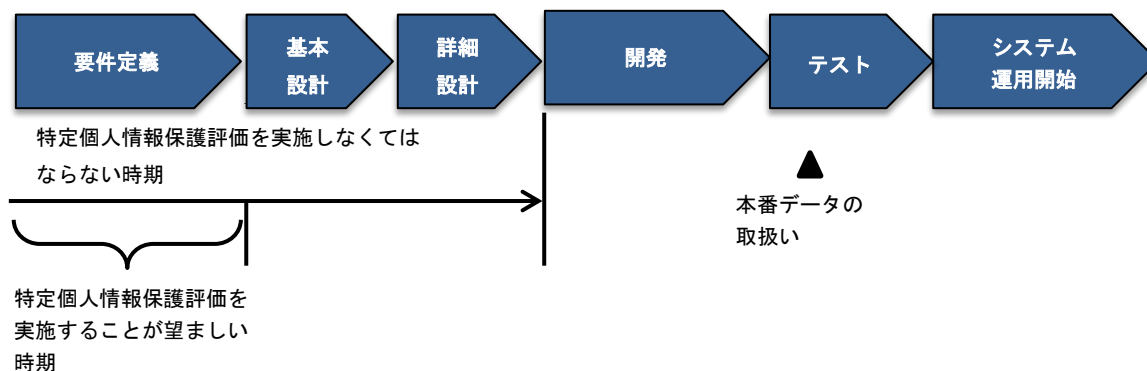 要件定義
基本
設計
詳細
設計
開発
テスト
システム
運用開始
特定個人情報保護評価を実施しなくては
ならない時期
本番データの
取扱い
特定個人情報保護評価を
実施することが望ましい
時期